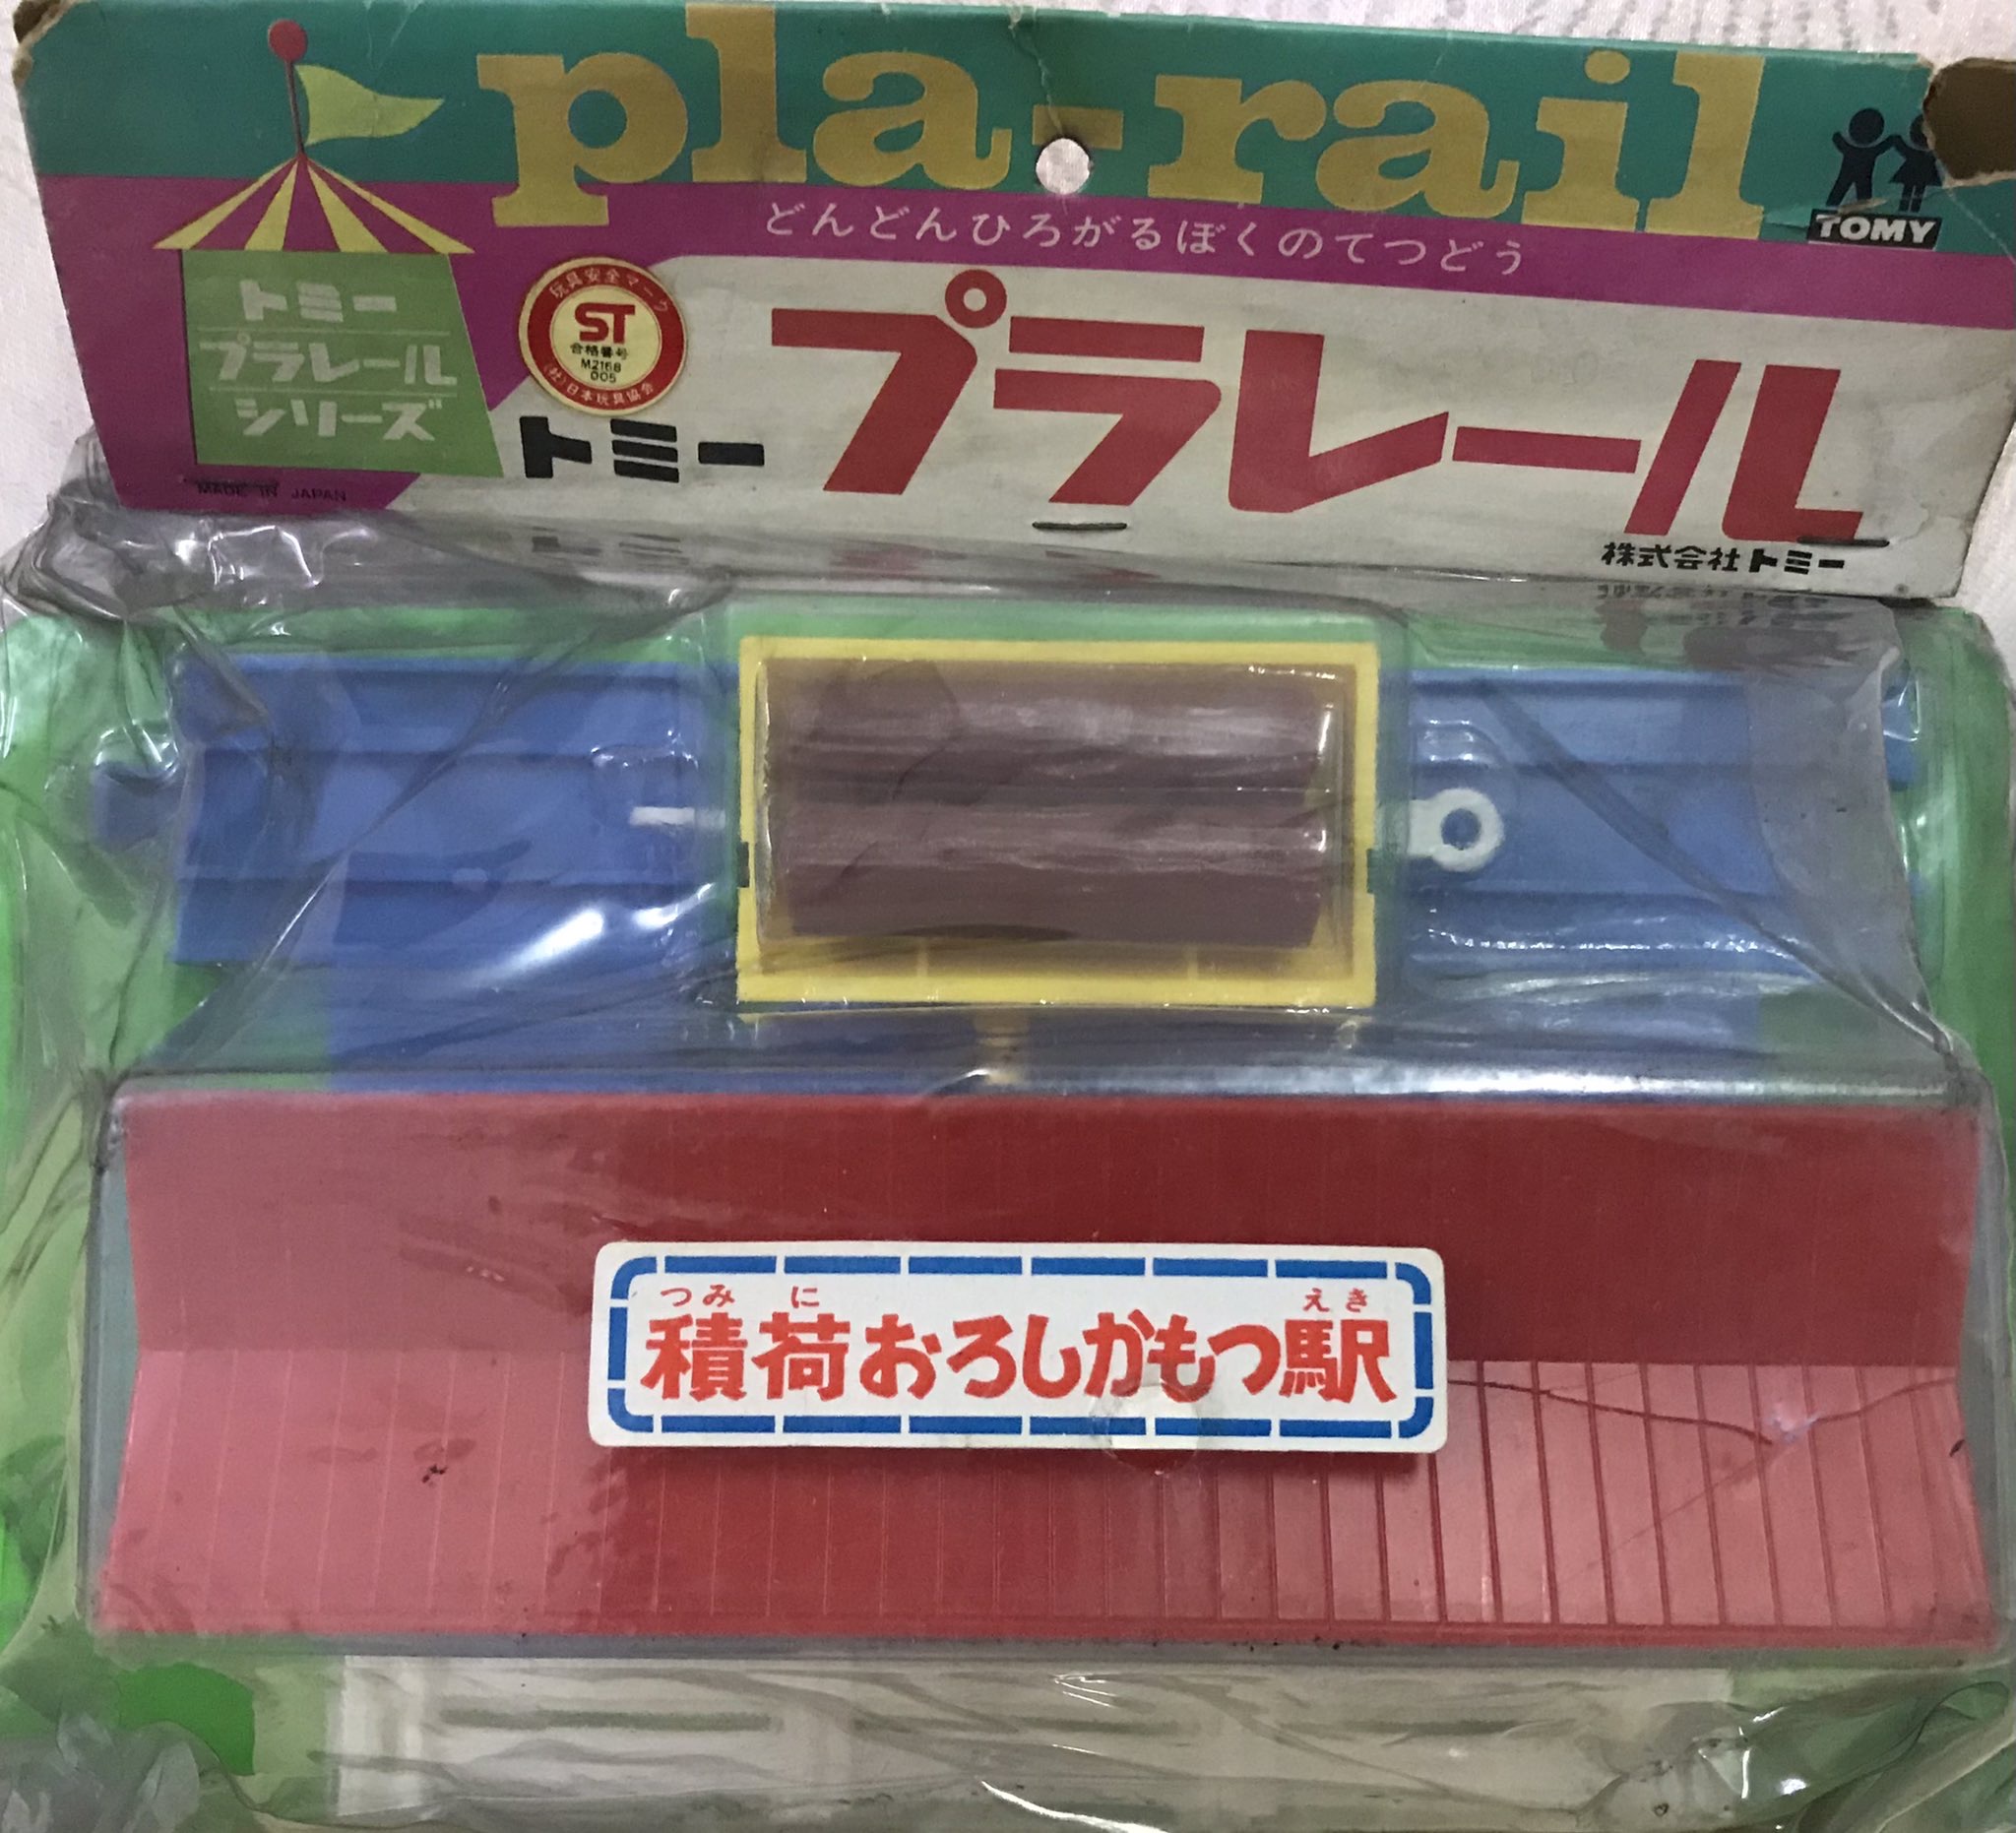 pla-rail
どんどんひろがるぼくのてつどう
TOMY
トミー
プラレール
シリーズ
MADE IN JAPAN
玩具安全マーク
ST
合格番号
M2168
005
(社)日本玩具協会
トミー プラレール
株式会社トミー
つみ に えき
積荷おろしかもつ駅